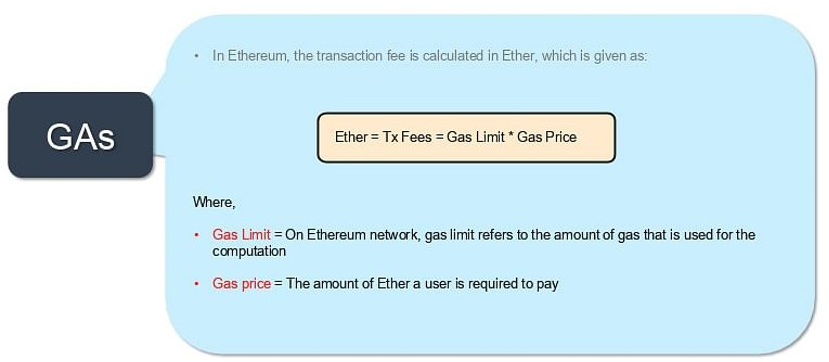 GAs
• In Ethereum, the transaction fee is calculated in Ether, which is given as:
Ether = Tx Fees = Gas Limit * Gas Price
Where,
• Gas Limit = On Ethereum network, gas limit refers to the amount of gas that is used for the
computation
• Gas price = The amount of Ether a user is required to pay